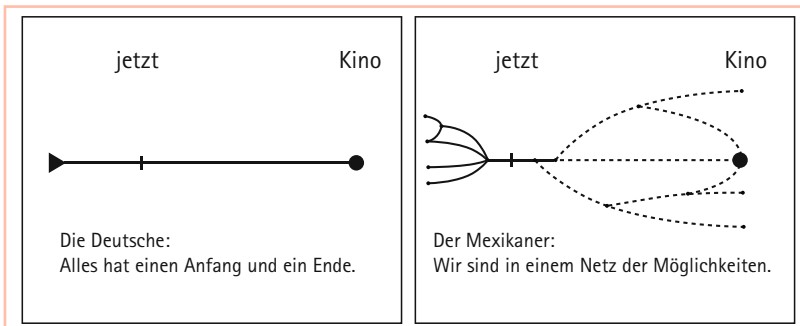 jetzt Kino
Die Deutsche:
Alles hat einen Anfang und ein Ende.
jetzt Kino
Der Mexikaner:
Wir sind in einem Netz der Möglichkeiten.